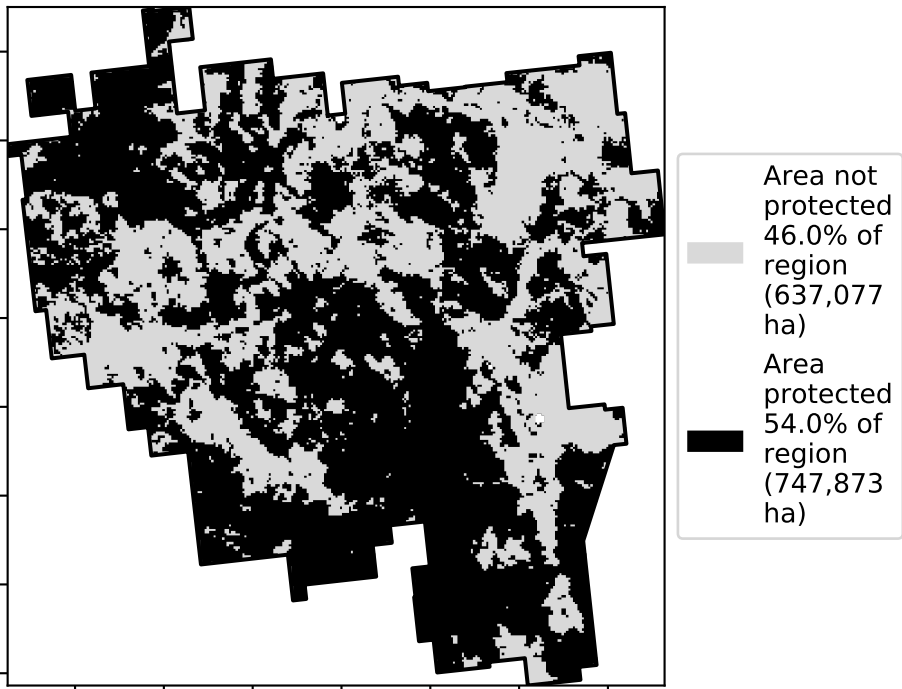 Area not
protected
46.0% of
region
(637,077
ha)
Area
protected
54.0% of
region
(747,873
ha)